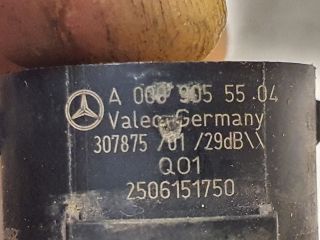 A 000 905 55 04
Valeo Germany
307875 /01 /29dB\\
Q01
2506151750